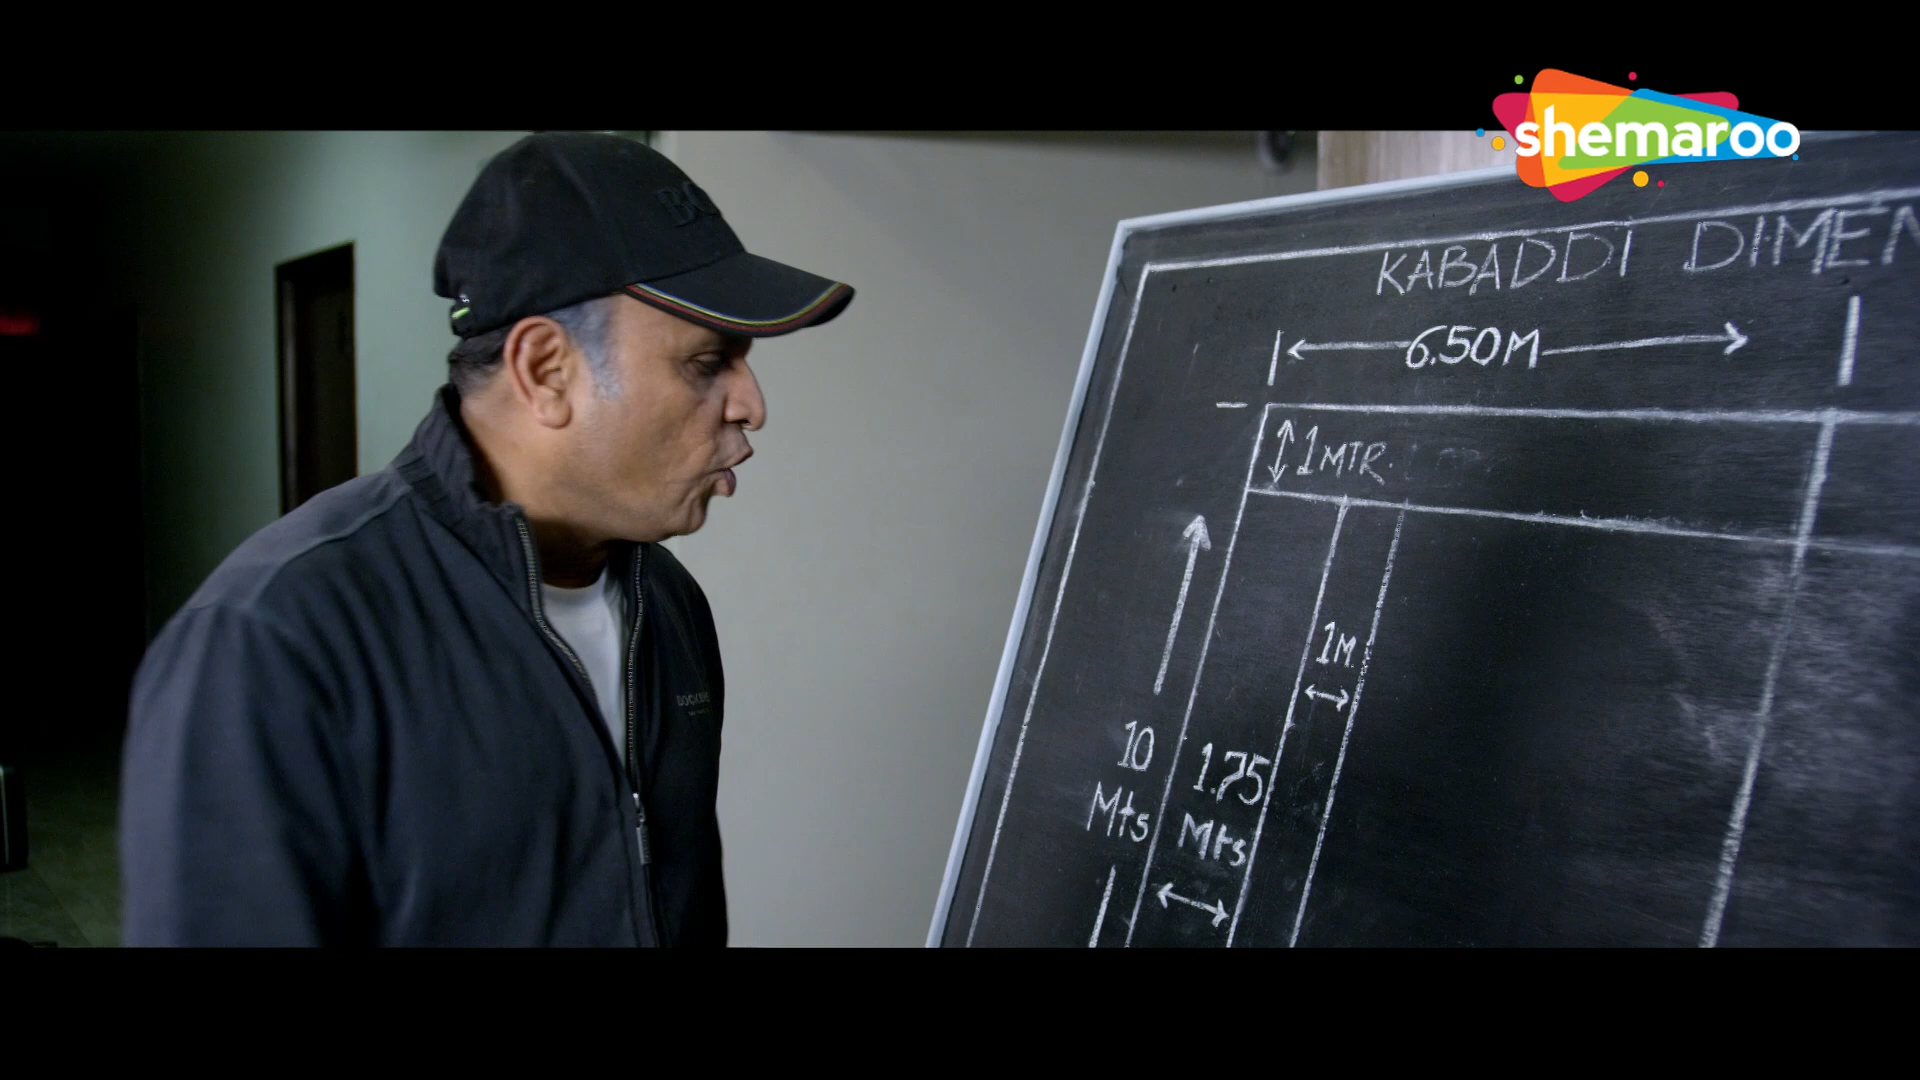 shemaroo
KABADDI DIMEN
6.50M
1MTR.
1M
10
Mts
1.75
Mts